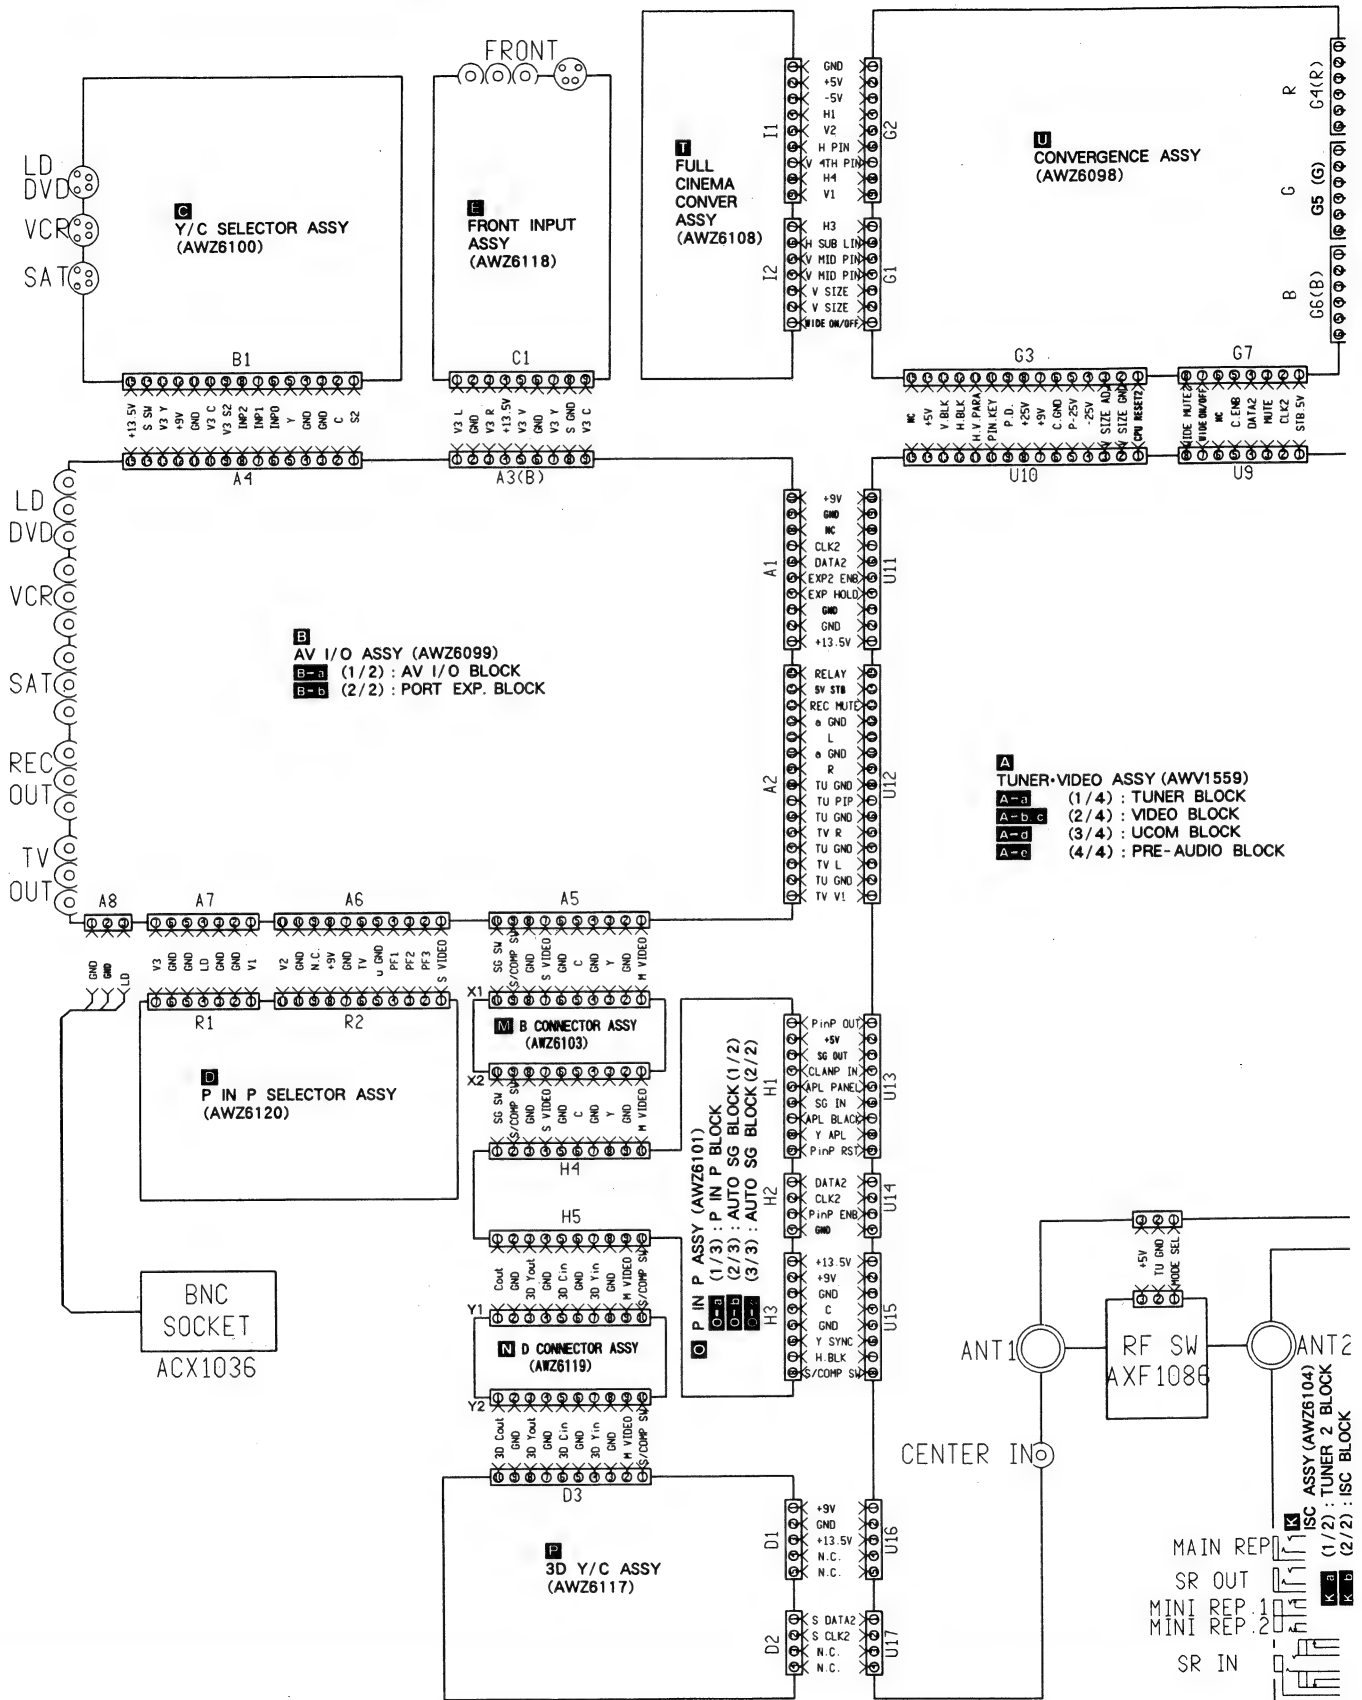 FRONT
LD
DVD
VCR
SAT
C
Y/C SELECTOR ASSY
(AWZ6100)
E
FRONT INPUT
ASSY
(AWZ6118)
T
FULL
CINEMA
CONVER
ASSY
(AWZ6108)
I1
GND
+5V
-5V
H1
V2
H PIN
V 4TH PIN
H4
V1
G2
I2
H3
H SUB LIN
V MID PIN
V MID PIN
V SIZE
V SIZE
WIDE ON/OFF
G1
U
CONVERGENCE ASSY
(AWZ6098)
R
G4(R)
G
G5 (G)
B
G6(B)
B1
+13.5V
S SW
V3 Y
+9V
GND
V3 C
V3 S2
INP2
INP1
INP0
Y
GND
GND
C
S2
A4
C1
V3 L
GND
V3 R
+13.5V
V3 V
GND
V3 Y
S GND
V3 C
A3(B)
G3
NC
+5V
V.BLK
H.BLK
H.V.PARA
PIN.KEY
P.D.
+25V
+9V
C.GND
P-25V
-25V
V SIZE ADJ
V SIZE GND
CPU RESET2
U10
G7
WIDE MUTE2
WIDE ON/OFF
NC
C.ENB
DATA2
MUTE
CLK2
STB.5V
U9
LD
DVD
VCR
SAT
REC
OUT
TV
OUT
B
AV I/O ASSY (AWZ6099)
B-a (1/2) : AV I/O BLOCK
B-b (2/2) : PORT EXP. BLOCK
A1
+9V
GND
NC
CLK2
DATA2
EXP2 ENB
EXP HOLD
GND
GND
+13.5V
U11
A2
RELAY
5V STB
REC MUTE
a GND
L
a GND
R
TU GND
TU PIP
TU GND
TV R
TU GND
TV L
TU GND
TV V1
U12
A
TUNER•VIDEO ASSY (AWV1559)
A-a (1/4) : TUNER BLOCK
A-b c (2/4) : VIDEO BLOCK
A-d (3/4) : UCOM BLOCK
A-e (4/4) : PRE-AUDIO BLOCK
A8
GND
GND
LD
A7
V3
GND
GND
LD
GND
GND
V1
R1
A6
V2
GND
N.C.
+9V
GND
TV
u GND
PF1
PF2
PF3
S VIDEO
R2
A5
SG SW
S/COMP SW
GND
S VIDEO
GND
C
GND
Y
GND
M VIDEO
X1
M B CONNECTOR ASSY
(AWZ6103)
X2
SG SW
S/COMP SW
GND
S VIDEO
GND
C
GND
Y
GND
M VIDEO
H4
D
P IN P SELECTOR ASSY
(AWZ6120)
O P IN P ASSY (AWZ6101)
O-a (1/3) : P IN P BLOCK
O-b (2/3) : AUTO SG BLOCK (1/2)
(3/3) : AUTO SG BLOCK (2/2)
H1
PinP OUT
+5V
SG OUT
CLANP IN
APL PANEL
SG IN
APL BLACK
Y APL
PinP RST
U13
H2
DATA2
CLK2
PinP ENB
GND
U14
H3
+13.5V
+9V
GND
C
GND
Y SYNC
H.BLK
S/COMP SW
U15
H5
Cout
GND
3D Yout
GND
3D Cin
GND
3D Yin
GND
M VIDEO
S/COMP SW
Y1
N D CONNECTOR ASSY
(AWZ6119)
Y2
3D Cout
GND
3D Yout
GND
3D Cin
GND
3D Yin
GND
M VIDEO
S/COMP SW
D3
BNC
SOCKET
ACX1036
P
3D Y/C ASSY
(AWZ6117)
D1
+9V
GND
+13.5V
N.C.
N.C.
U16
D2
S DATA2
S CLK2
N.C.
N.C.
U17
+5V
TU GND
MODE SEL
ANT1
RF SW
AXF1086
ANT2
CENTER IN
K ISC ASSY (AWZ6104)
K a (1/2) : TUNER 2 BLOCK
K b (2/2) : ISC BLOCK
MAIN REP
SR OUT
MINI REP.1
MINI REP.2
SR IN